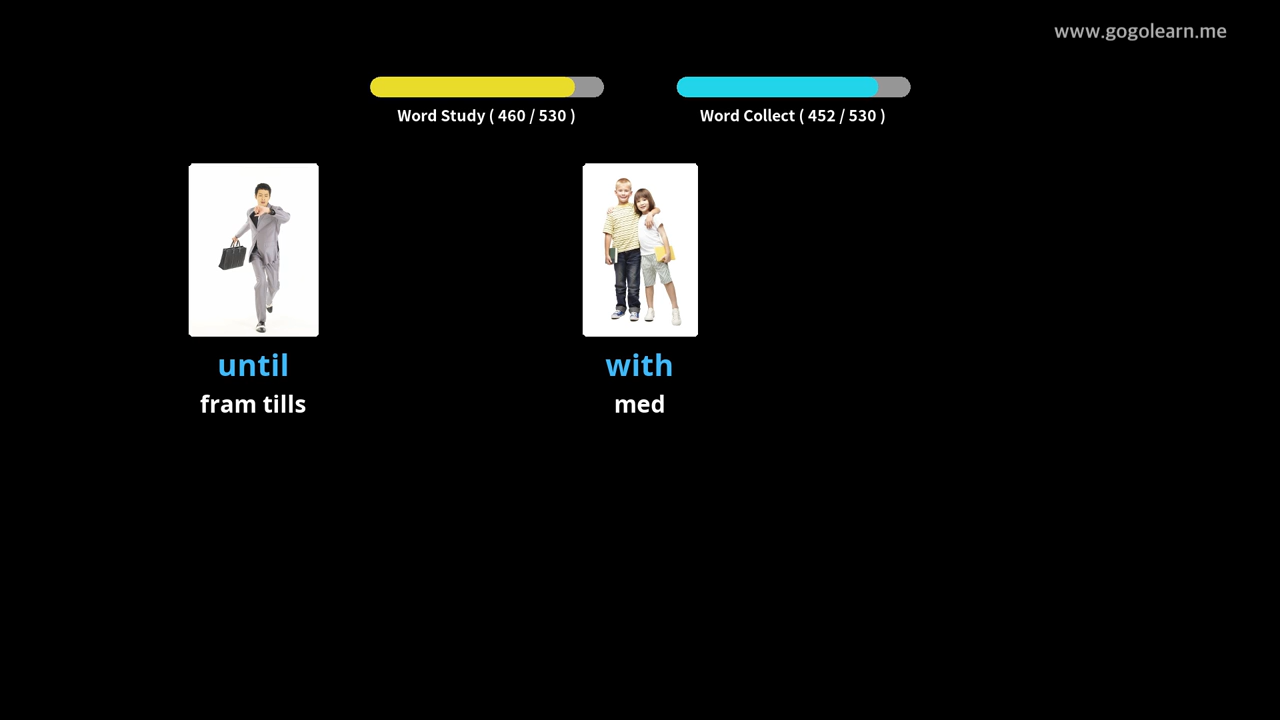 www.gogolearn.me
Word Study ( 460 / 530 )
Word Collect ( 452 / 530 )
until
fram tills
with
med